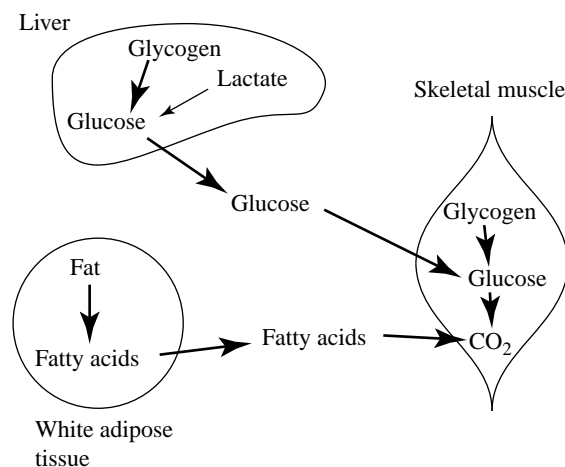 Liver
Glycogen
Lactate
Glucose
Skeletal muscle
Glucose
Glycogen
Glucose
Fat
Fatty acids
Fatty acids
CO₂
White adipose
tissue